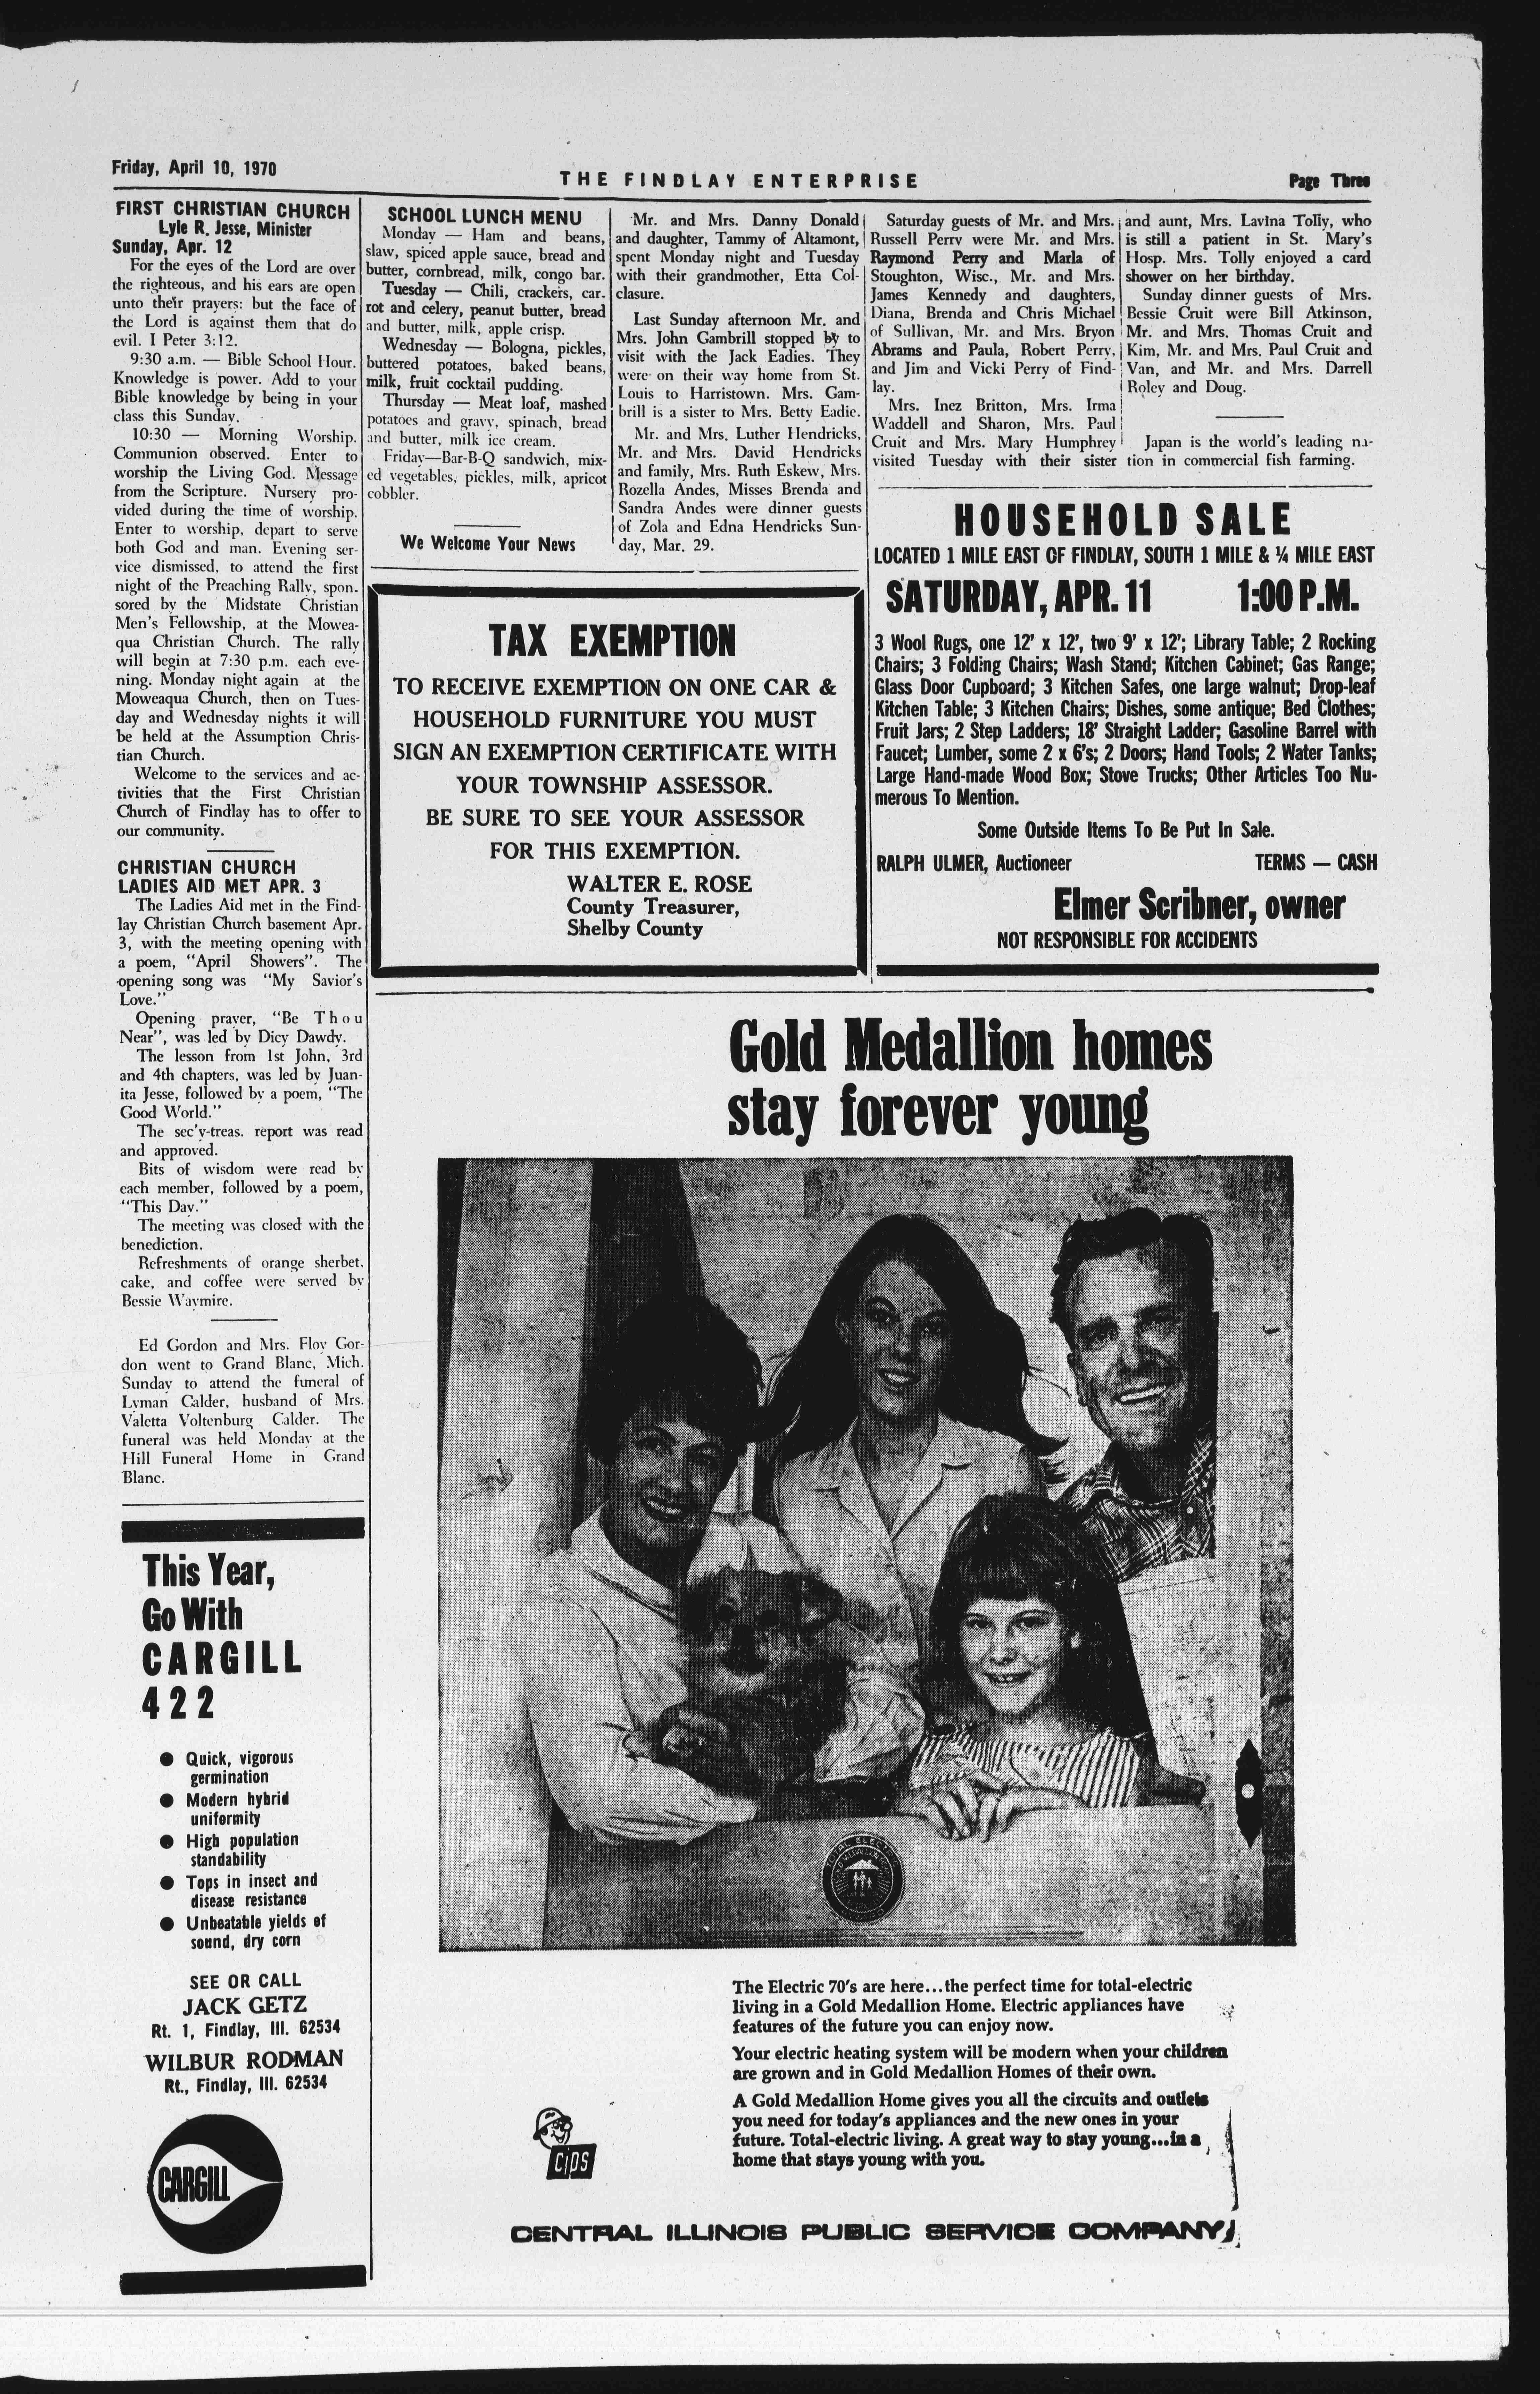 Friday, April 10, 1970
THE FINDLAY ENTERPRISE
Page Three
FIRST CHRISTIAN CHURCH
Lyle R. Jesse, Minister
Sunday, Apr. 12
For the eyes of the Lord are over
the righteous, and his ears are open
unto their prayers: but the face of
the Lord is against them that do
evil. I Peter 3:12.
9:30 a.m. — Bible School Hour.
Knowledge is power. Add to your
Bible knowledge by being in your
class this Sunday.
10:30 — Morning Worship.
Communion observed. Enter to
worship the Living God. Message
from the Scripture. Nursery pro-
vided during the time of worship.
Enter to worship, depart to serve
both God and man. Evening ser-
vice dismissed, to attend the first
night of the Preaching Rally, spon-
sored by the Midstate Christian
Men's Fellowship, at the Mowea-
qua Christian Church. The rally
will begin at 7:30 p.m. each eve-
ning. Monday night again at the
Moweaqua Church, then on Tues-
day and Wednesday nights it will
be held at the Assumption Chris-
tian Church.
Welcome to the services and ac-
tivities that the First Christian
Church of Findlay has to offer to
our community.
CHRISTIAN CHURCH
LADIES AID MET APR. 3
The Ladies Aid met in the Find-
lay Christian Church basement Apr.
3, with the meeting opening with
a poem, "April Showers". The
opening song was "My Savior's
Love."
Opening prayer, "Be Thou
Near", was led by Dicy Dawdy.
The lesson from 1st John, 3rd
and 4th chapters, was led by Juan-
ita Jesse, followed by a poem, "The
Good World."
The sec'y-treas. report was read
and approved.
Bits of wisdom were read by
each member, followed by a poem,
"This Day."
The meeting was closed with the
benediction.
Refreshments of orange sherbet,
cake, and coffee were served by
Bessie Waymire.
Ed Gordon and Mrs. Floy Gor-
don went to Grand Blanc, Mich.
Sunday to attend the funeral of
Lyman Calder, husband of Mrs.
Valetta Voltenburg Calder. The
funeral was held Monday at the
Hill Funeral Home in Grand
Blanc.
This Year,
Go With
CARGILL
422
● Quick, vigorous
germination
● Modern hybrid
uniformity
● High population
standability
● Tops in insect and
disease resistance
● Unbeatable yields of
sound, dry corn
SEE OR CALL
JACK GETZ
Rt. 1, Findlay, Ill. 62534
WILBUR RODMAN
Rt., Findlay, Ill. 62534
CARGILL
SCHOOL LUNCH MENU
Monday — Ham and beans,
slaw, spiced apple sauce, bread and
butter, cornbread, milk, congo bar.
Tuesday — Chili, crackers, car-
rot and celery, peanut butter, bread
and butter, milk, apple crisp.
Wednesday — Bologna, pickles,
buttered potatoes, baked beans,
milk, fruit cocktail pudding.
Thursday — Meat loaf, mashed
potatoes and gravy, spinach, bread
and butter, milk ice cream.
Friday—Bar-B-Q sandwich, mix-
ed vegetables, pickles, milk, apricot
cobbler.
We Welcome Your News
Mr. and Mrs. Danny Donald
and daughter, Tammy of Altamont,
spent Monday night and Tuesday
with their grandmother, Etta Col-
clasure.
Last Sunday afternoon Mr. and
Mrs. John Gambrill stopped by to
visit with the Jack Eadies. They
were on their way home from St.
Louis to Harristown. Mrs. Gam-
brill is a sister to Mrs. Betty Eadie.
Mr. and Mrs. Luther Hendricks,
Mr. and Mrs. David Hendricks
and family, Mrs. Ruth Eskew, Mrs.
Rozella Andes, Misses Brenda and
Sandra Andes were dinner guests
of Zola and Edna Hendricks Sun-
day, Mar. 29.
Saturday guests of Mr. and Mrs.
Russell Perry were Mr. and Mrs.
Raymond Perry and Marla of
Stoughton, Wisc., Mr. and Mrs.
James Kennedy and daughters,
Diana, Brenda and Chris Michael
of Sullivan, Mr. and Mrs. Bryon
Abrams and Paula, Robert Perry,
and Jim and Vicki Perry of Find-
lay.
Mrs. Inez Britton, Mrs. Irma
Waddell and Sharon, Mrs. Paul
Cruit and Mrs. Mary Humphrey
visited Tuesday with their sister
and aunt, Mrs. Lavina Tolly, who
is still a patient in St. Mary's
Hosp. Mrs. Tolly enjoyed a card
shower on her birthday.
Sunday dinner guests of Mrs.
Bessie Cruit were Bill Atkinson,
Mr. and Mrs. Thomas Cruit and
Kim, Mr. and Mrs. Paul Cruit and
Van, and Mr. and Mrs. Darrell
Roley and Doug.
Japan is the world's leading na-
tion in commercial fish farming.
TAX EXEMPTION
TO RECEIVE EXEMPTION ON ONE CAR &
HOUSEHOLD FURNITURE YOU MUST
SIGN AN EXEMPTION CERTIFICATE WITH
YOUR TOWNSHIP ASSESSOR.
BE SURE TO SEE YOUR ASSESSOR
FOR THIS EXEMPTION.
WALTER E. ROSE
County Treasurer,
Shelby County
HOUSEHOLD SALE
LOCATED 1 MILE EAST OF FINDLAY, SOUTH 1 MILE & ¼ MILE EAST
SATURDAY, APR. 11 1:00 P.M.
3 Wool Rugs, one 12' x 12', two 9' x 12'; Library Table; 2 Rocking
Chairs; 3 Folding Chairs; Wash Stand; Kitchen Cabinet; Gas Range;
Glass Door Cupboard; 3 Kitchen Safes, one large walnut; Drop-leaf
Kitchen Table; 3 Kitchen Chairs; Dishes, some antique; Bed Clothes;
Fruit Jars; 2 Step Ladders; 18' Straight Ladder; Gasoline Barrel with
Faucet; Lumber, some 2 x 6's; 2 Doors; Hand Tools; 2 Water Tanks;
Large Hand-made Wood Box; Stove Trucks; Other Articles Too Nu-
merous To Mention.
Some Outside Items To Be Put In Sale.
RALPH ULMER, Auctioneer TERMS — CASH
Elmer Scribner, owner
NOT RESPONSIBLE FOR ACCIDENTS
Gold Medallion homes
stay forever young
TOTAL ELECTRIC
The Electric 70's are here...the perfect time for total-electric
living in a Gold Medallion Home. Electric appliances have
features of the future you can enjoy now.
Your electric heating system will be modern when your children
are grown and in Gold Medallion Homes of their own.
A Gold Medallion Home gives you all the circuits and outlets
you need for today's appliances and the new ones in your
future. Total-electric living. A great way to stay young...in a
home that stays young with you.
CIPS
CENTRAL ILLINOIS PUBLIC SERVICE COMPANY